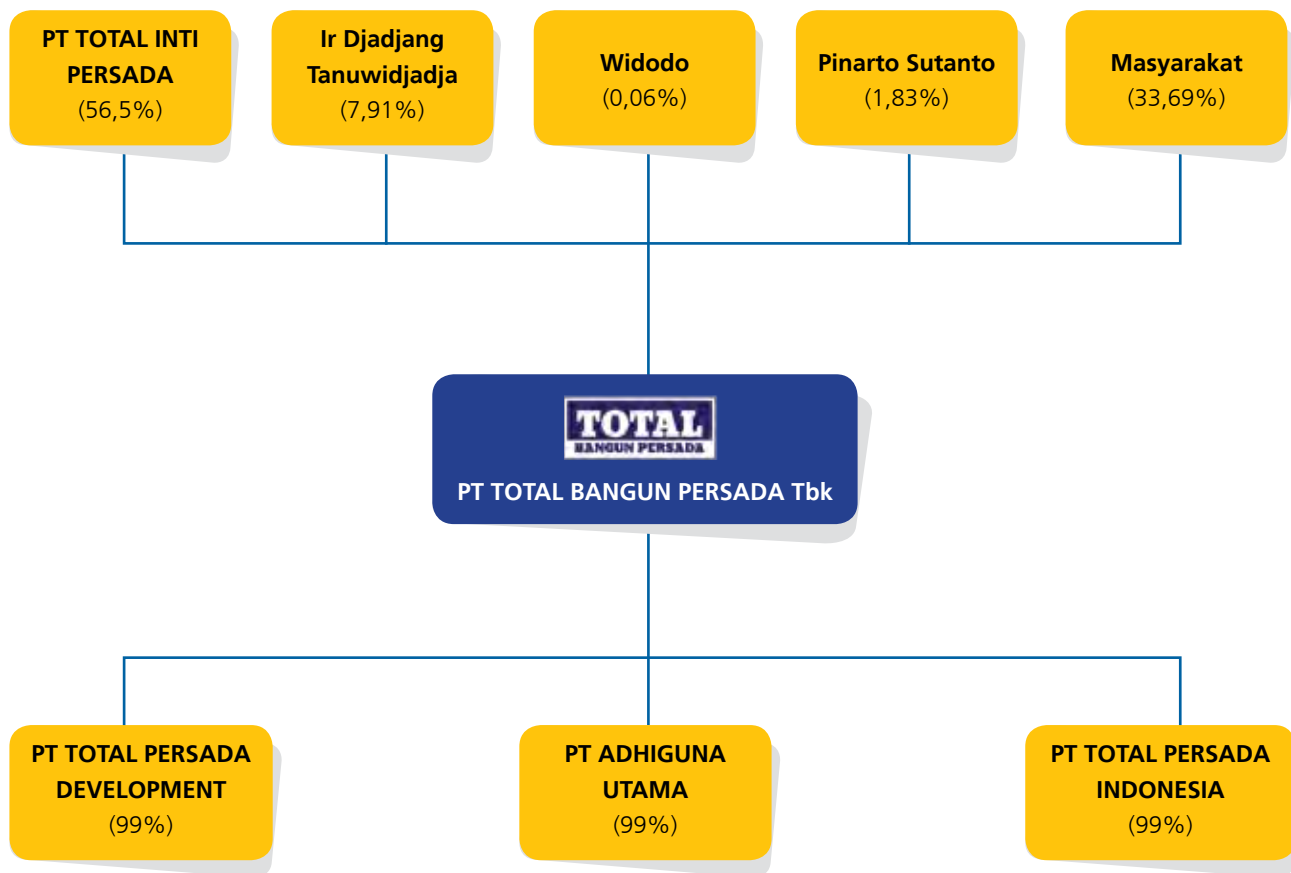 PT TOTAL INTI
PERSADA
(56,5%)
Ir Djadjang
Tanuwidjadja
(7,91%)
Widodo
(0,06%)
Pinarto Sutanto
(1,83%)
Masyarakat
(33,69%)
TOTAL
BANGUN PERSADA
PT TOTAL BANGUN PERSADA Tbk
PT TOTAL PERSADA
DEVELOPMENT
(99%)
PT ADHIGUNA
UTAMA
(99%)
PT TOTAL PERSADA
INDONESIA
(99%)